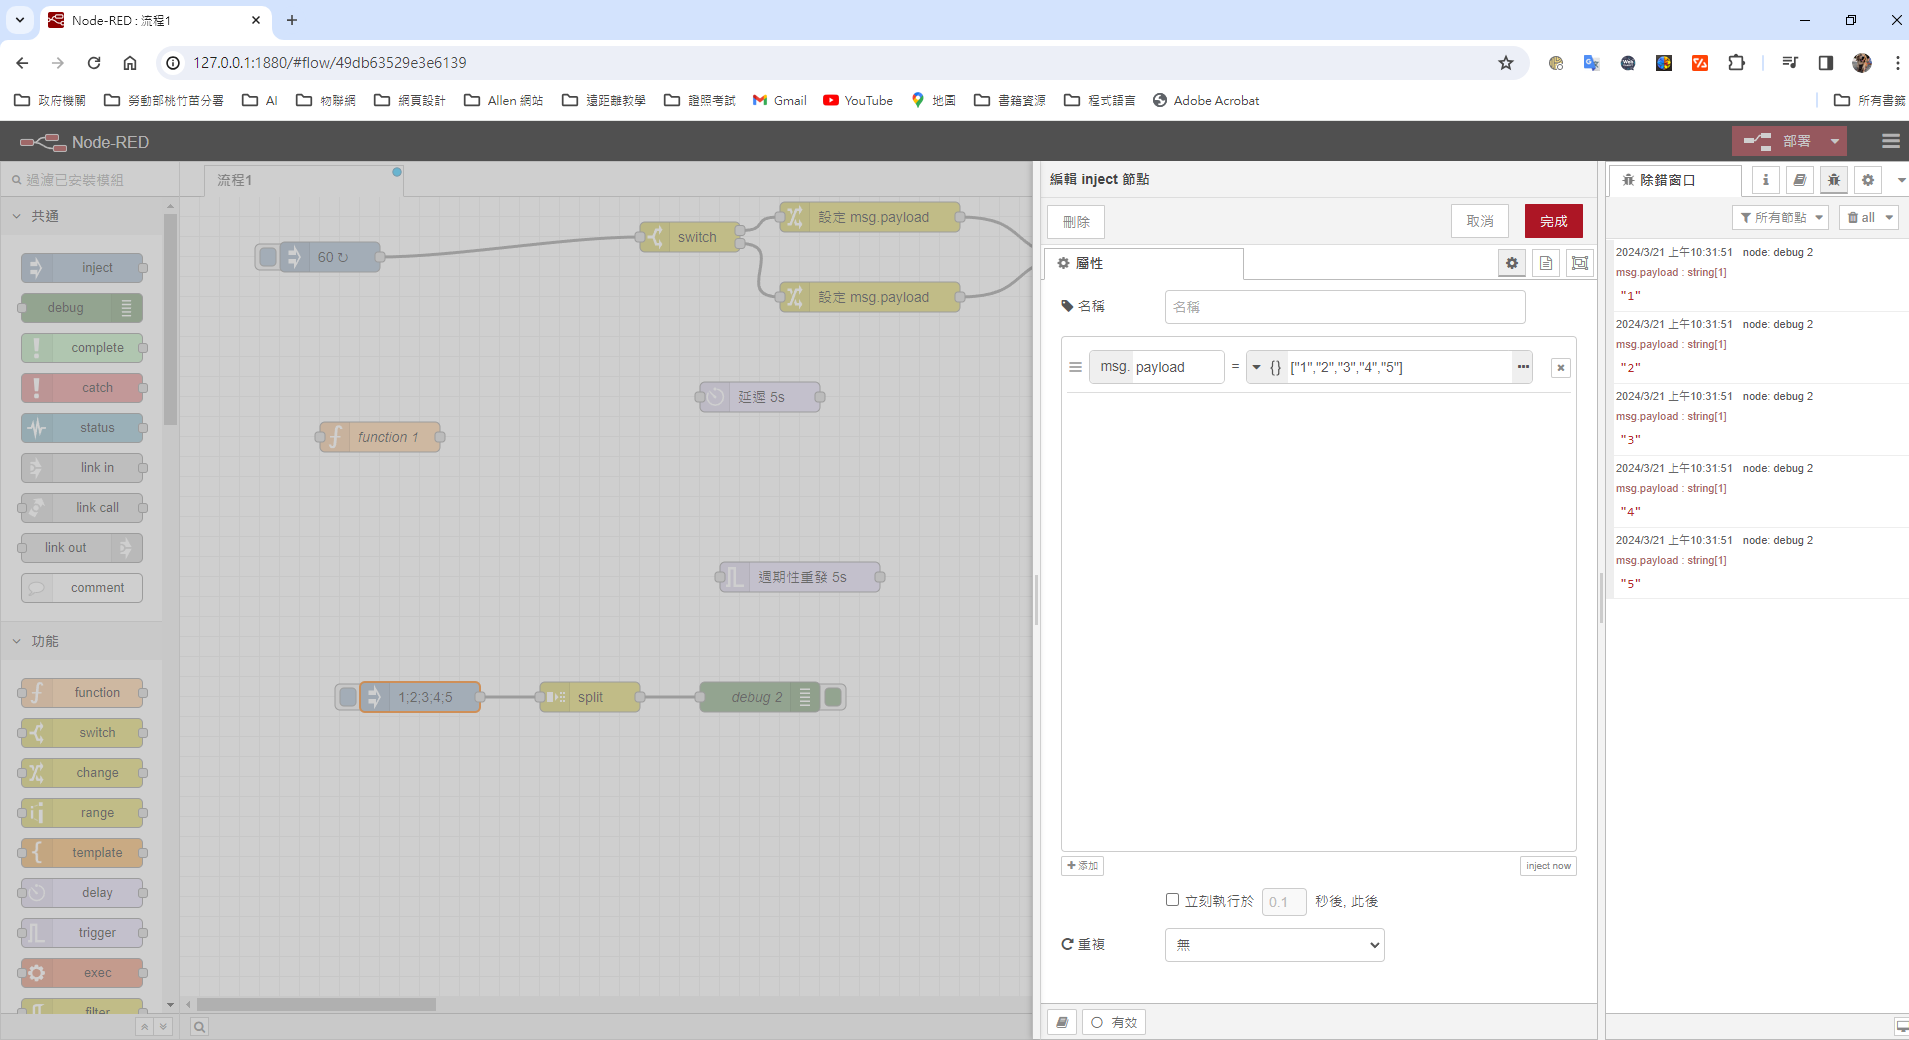 Node-RED : 流程1
127.0.0.1:1880/#flow/49db63529e3e6139
政府機關 勞動部桃竹苗分署 AI 物聯網 網頁設計 Allen 網站 遠距離教學 證照考試 Gmail YouTube 地圖 書籍資源 程式語言 Adobe Acrobat 所有書籤
Node-RED
部署
過濾已安裝模組
共通
inject
debug
complete
catch
status
link in
link call
link out
comment
功能
function
switch
change
range
template
delay
trigger
exec
filter
流程1
60 ↻
switch
設定 msg.payload
設定 msg.payload
延遲 5s
function 1
週期性重發 5s
1;2;3;4;5
split
debug 2
編輯 inject 節點
刪除
取消
完成
屬性
名稱
名稱
msg. payload = {} ["1","2","3","4","5"]
添加
inject now
立刻執行於 0.1 秒後, 此後
重複
無
有效
除錯窗口
所有節點
all
2024/3/21 上午10:31:51 node: debug 2
msg.payload : string[1]
"1"
2024/3/21 上午10:31:51 node: debug 2
msg.payload : string[1]
"2"
2024/3/21 上午10:31:51 node: debug 2
msg.payload : string[1]
"3"
2024/3/21 上午10:31:51 node: debug 2
msg.payload : string[1]
"4"
2024/3/21 上午10:31:51 node: debug 2
msg.payload : string[1]
"5"